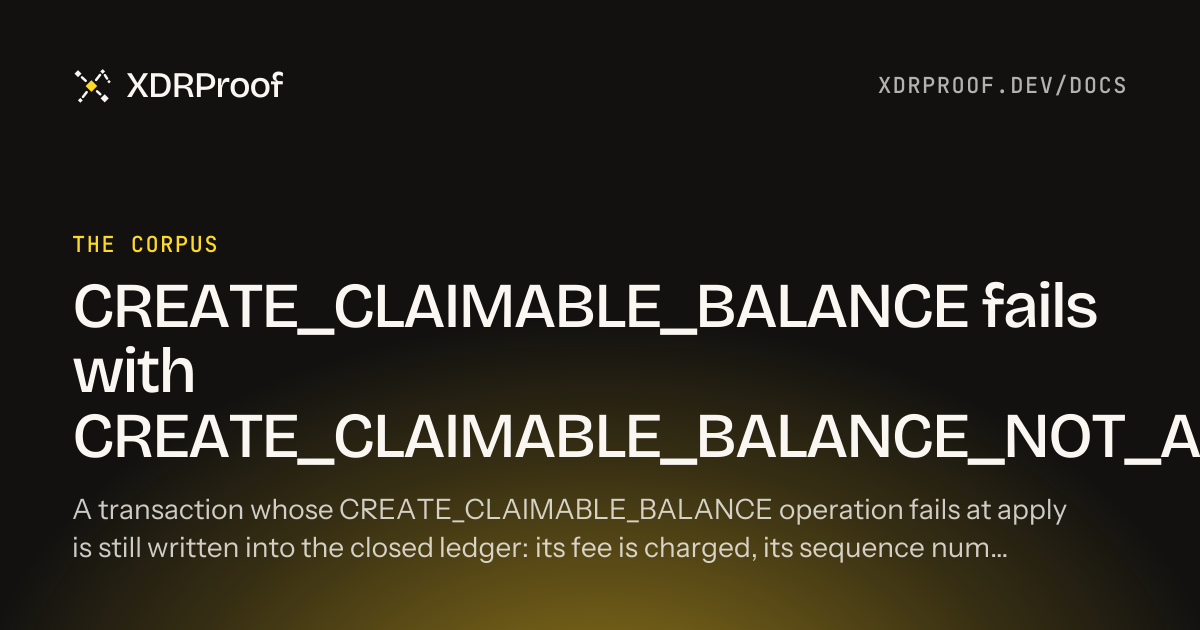 XDRProof
XDRPROOF.DEV/DOCS
THE CORPUS
CREATE_CLAIMABLE_BALANCE fails
with
CREATE_CLAIMABLE_BALANCE_NOT_A
A transaction whose CREATE_CLAIMABLE_BALANCE operation fails at apply
is still written into the closed ledger: its fee is charged, its sequence num...